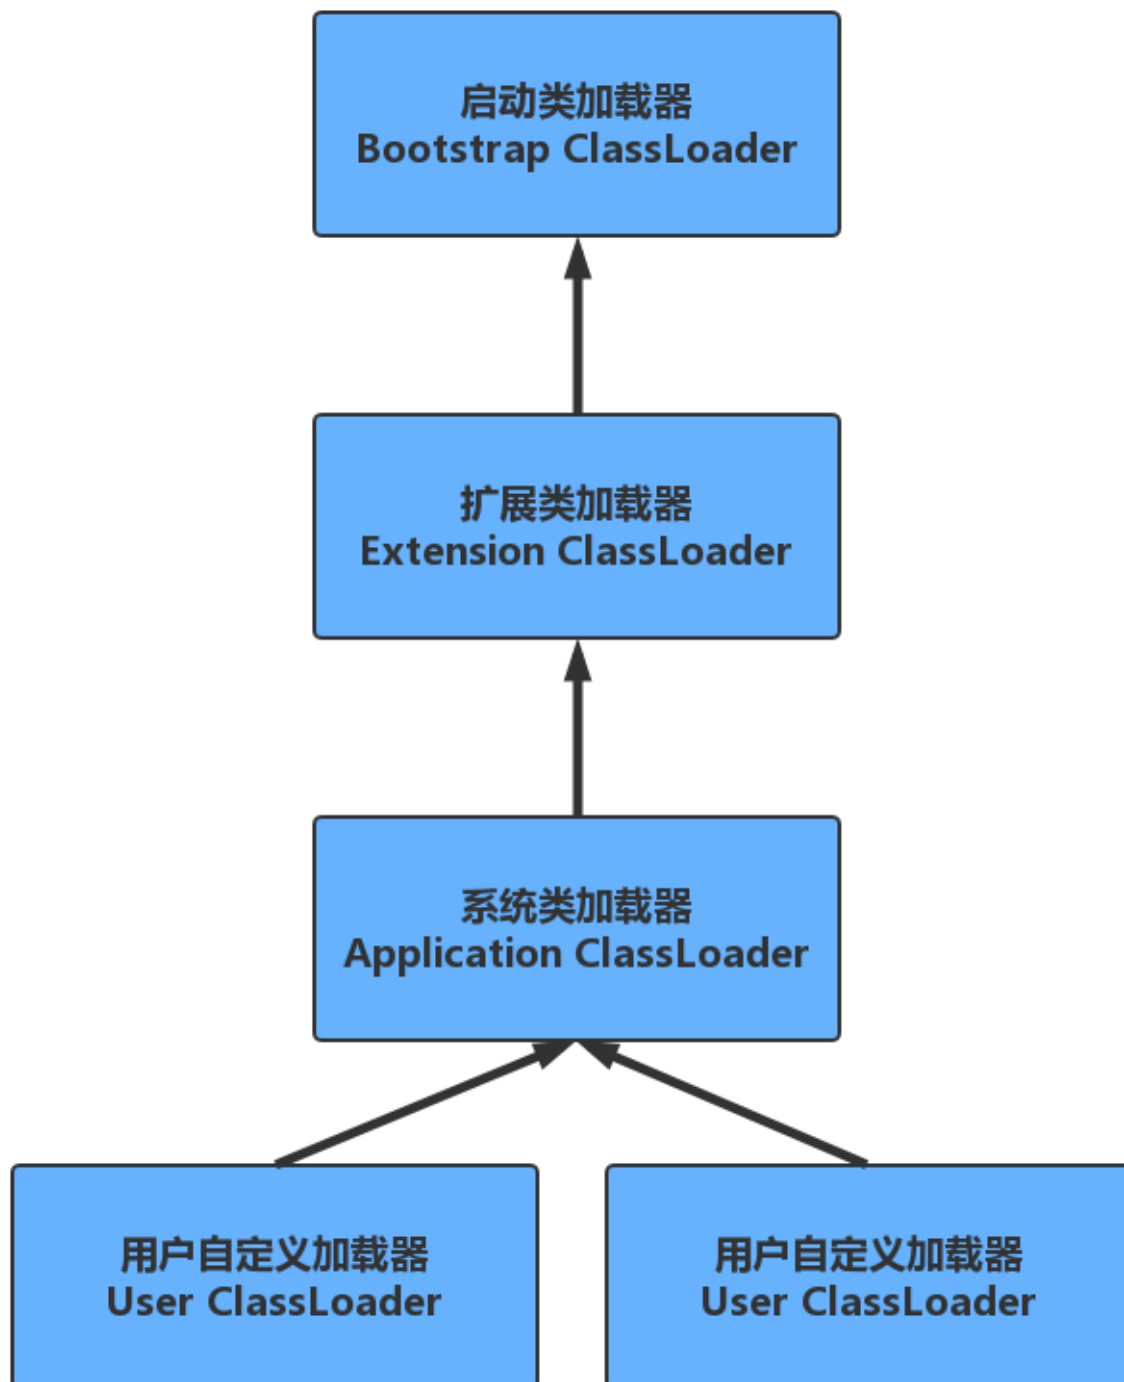 启动类加载器
Bootstrap ClassLoader
扩展类加载器
Extension ClassLoader
系统类加载器
Application ClassLoader
用户自定义加载器
User ClassLoader
用户自定义加载器
User ClassLoader